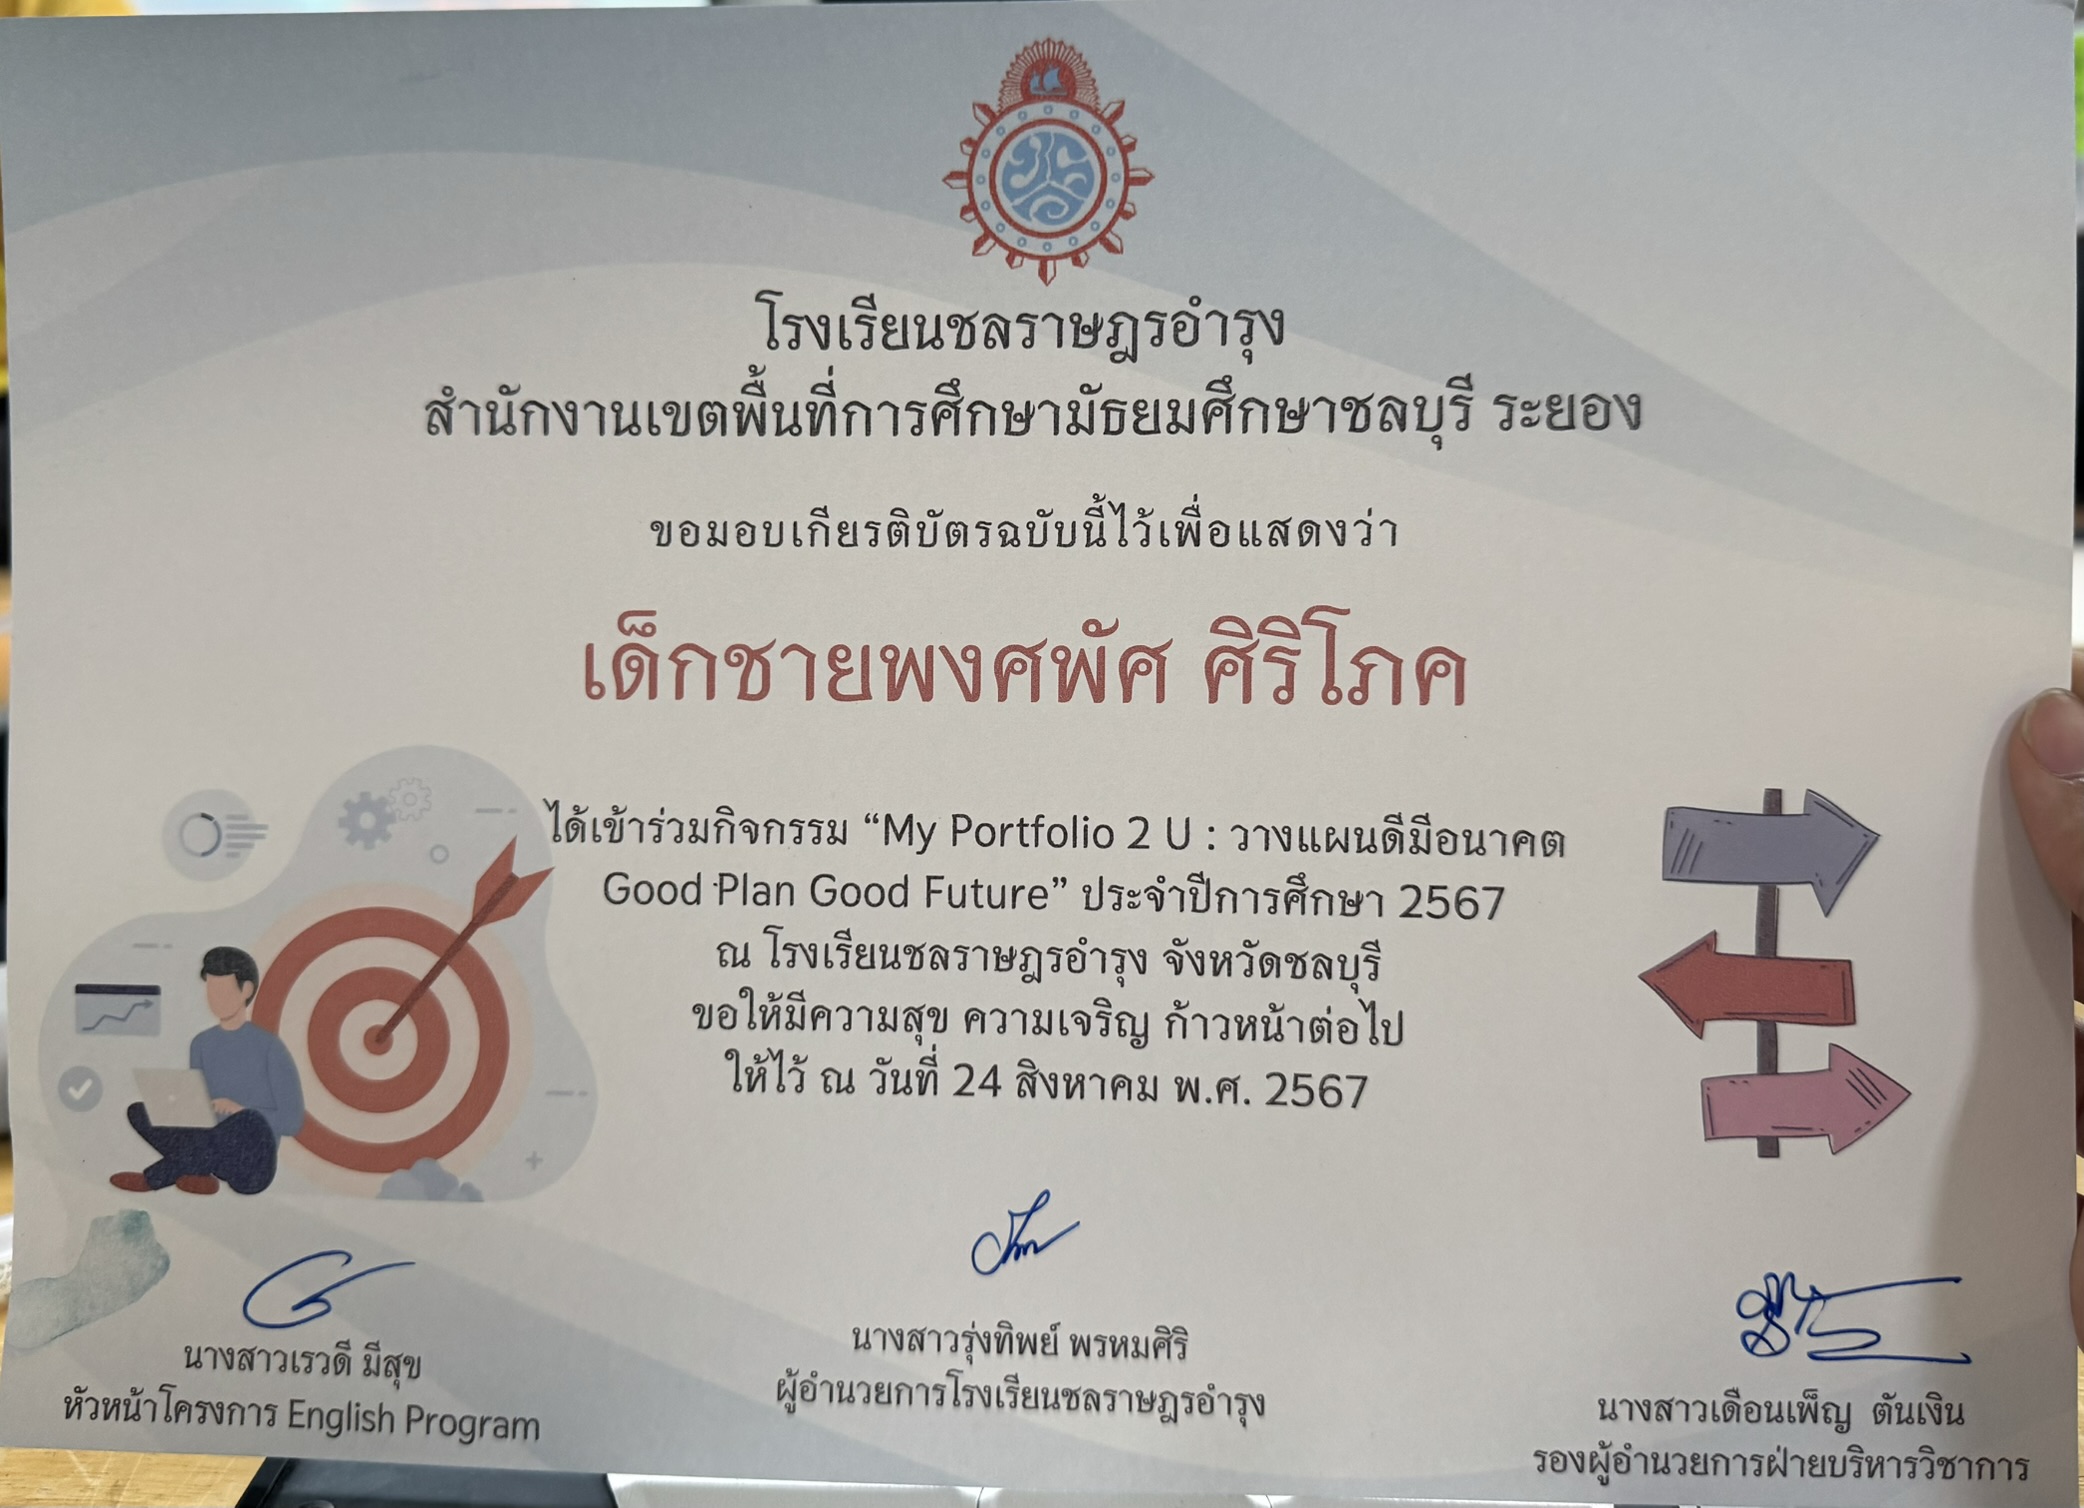 โรงเรียนชลราษฎรอำรุง
สำนักงานเขตพื้นที่การศึกษามัธยมศึกษาชลบุรี ระยอง
ขอมอบเกียรติบัตรฉบับนี้ไว้เพื่อแสดงว่า
เด็กชายพงศพัศ ศิริโภค
ได้เข้าร่วมกิจกรรม “My Portfolio 2 U : วางแผนดีมีอนาคต
Good Plan Good Future” ประจำปีการศึกษา 2567
ณ โรงเรียนชลราษฎรอำรุง จังหวัดชลบุรี
ขอให้มีความสุข ความเจริญ ก้าวหน้าต่อไป
ให้ไว้ ณ วันที่ 24 สิงหาคม พ.ศ. 2567
นางสาวเรวดี มีสุข
หัวหน้าโครงการ English Program
นางสาวรุ่งทิพย์ พรหมศิริ
ผู้อำนวยการโรงเรียนชลราษฎรอำรุง
นางสาวเดือนเพ็ญ ตันเงิน
รองผู้อำนวยการฝ่ายบริหารวิชาการ